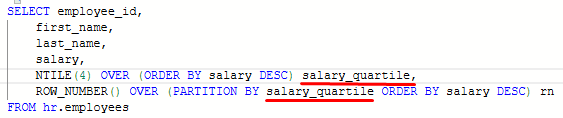 SELECT employee_id,
first_name,
last_name,
salary,
NTILE(4) OVER (ORDER BY salary DESC) salary_quartile,
ROW_NUMBER() OVER (PARTITION BY salary_quartile ORDER BY salary DESC) rn
FROM hr.employees